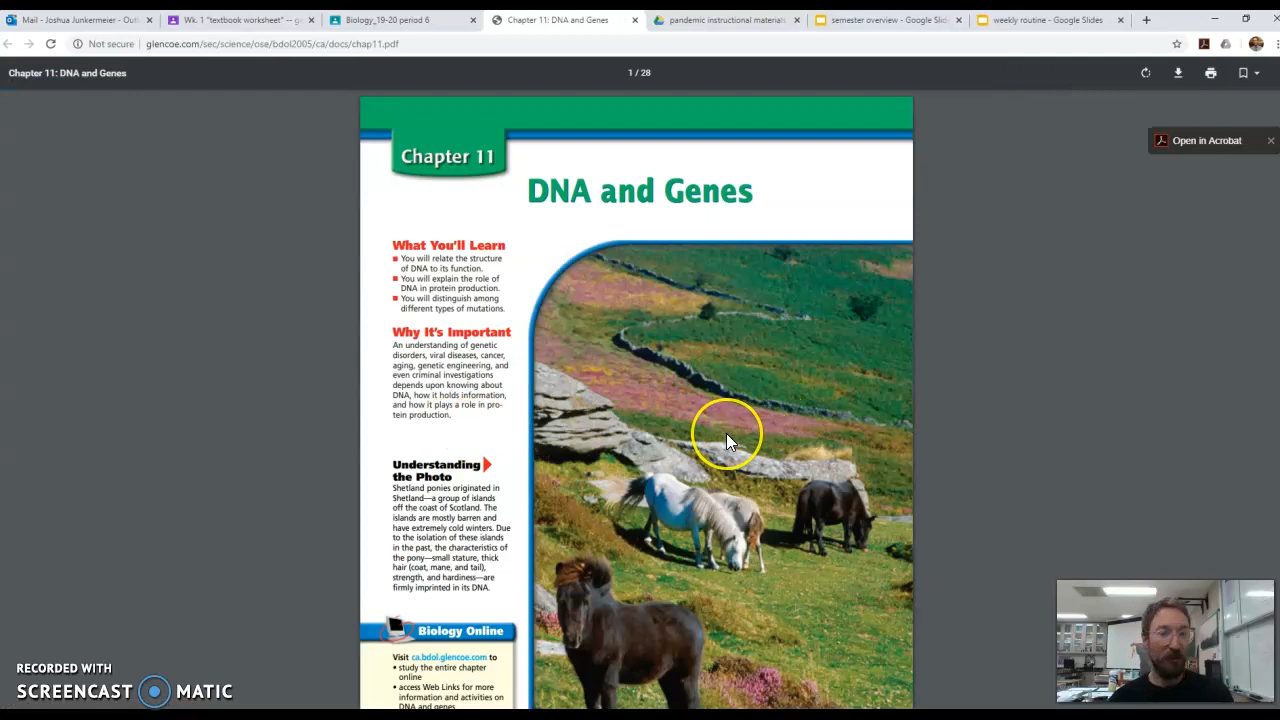 Mail - Joshua Junkermeier - Outl
Wk. 1 "textbook worksheet" -- ge
Biology_19-20 period 6
Chapter 11: DNA and Genes
pandemic instructional materials
semester overview - Google Slide
weekly routine - Google Slides
Not secure
glencoe.com/sec/science/ose/bdol2005/ca/docs/chap11.pdf
Chapter 11: DNA and Genes
1 / 28
Open in Acrobat
Chapter 11
DNA and Genes
What You'll Learn
You will relate the structure
of DNA to its function.
You will explain the role of
DNA in protein production.
You will distinguish among
different types of mutations.
Why It's Important
An understanding of genetic
disorders, viral diseases, cancer,
aging, genetic engineering, and
even criminal investigations
depends upon knowing about
DNA, how it holds information,
and how it plays a role in pro-
tein production.
Understanding
the Photo
Shetland ponies originated in
Shetland—a group of islands
off the coast of Scotland. The
islands are mostly barren and
have extremely cold winters. Due
to the isolation of these islands
in the past, the characteristics of
the pony—small stature, thick
hair (coat, mane, and tail),
strength, and hardiness—are
firmly imprinted in its DNA.
Biology Online
Visit ca.bdol.glencoe.com to
• study the entire chapter
online
• access Web Links for more
information and activities on
DNA and genes
RECORDED WITH
SCREENCAST MATIC